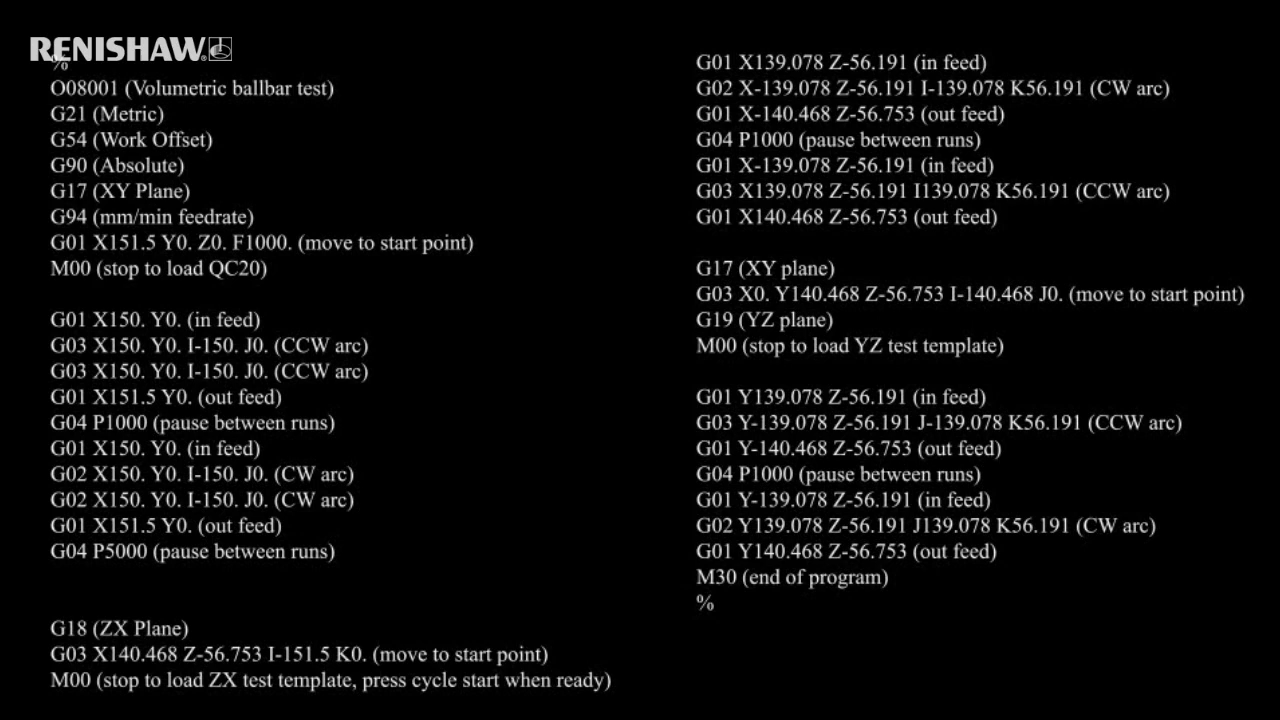 RENISHAW
%
O08001 (Volumetric ballbar test)
G21 (Metric)
G54 (Work Offset)
G90 (Absolute)
G17 (XY Plane)
G94 (mm/min feedrate)
G01 X151.5 Y0. Z0. F1000. (move to start point)
M00 (stop to load QC20)
G01 X150. Y0. (in feed)
G03 X150. Y0. I-150. J0. (CCW arc)
G03 X150. Y0. I-150. J0. (CCW arc)
G01 X151.5 Y0. (out feed)
G04 P1000 (pause between runs)
G01 X150. Y0. (in feed)
G02 X150. Y0. I-150. J0. (CW arc)
G02 X150. Y0. I-150. J0. (CW arc)
G01 X151.5 Y0. (out feed)
G04 P5000 (pause between runs)
G18 (ZX Plane)
G03 X140.468 Z-56.753 I-151.5 K0. (move to start point)
M00 (stop to load ZX test template, press cycle start when ready)
G01 X139.078 Z-56.191 (in feed)
G02 X-139.078 Z-56.191 I-139.078 K56.191 (CW arc)
G01 X-140.468 Z-56.753 (out feed)
G04 P1000 (pause between runs)
G01 X-139.078 Z-56.191 (in feed)
G03 X139.078 Z-56.191 I139.078 K56.191 (CCW arc)
G01 X140.468 Z-56.753 (out feed)
G17 (XY plane)
G03 X0. Y140.468 Z-56.753 I-140.468 J0. (move to start point)
G19 (YZ plane)
M00 (stop to load YZ test template)
G01 Y139.078 Z-56.191 (in feed)
G03 Y-139.078 Z-56.191 J-139.078 K56.191 (CCW arc)
G01 Y-140.468 Z-56.753 (out feed)
G04 P1000 (pause between runs)
G01 Y-139.078 Z-56.191 (in feed)
G02 Y139.078 Z-56.191 J139.078 K56.191 (CW arc)
G01 Y140.468 Z-56.753 (out feed)
M30 (end of program)
%